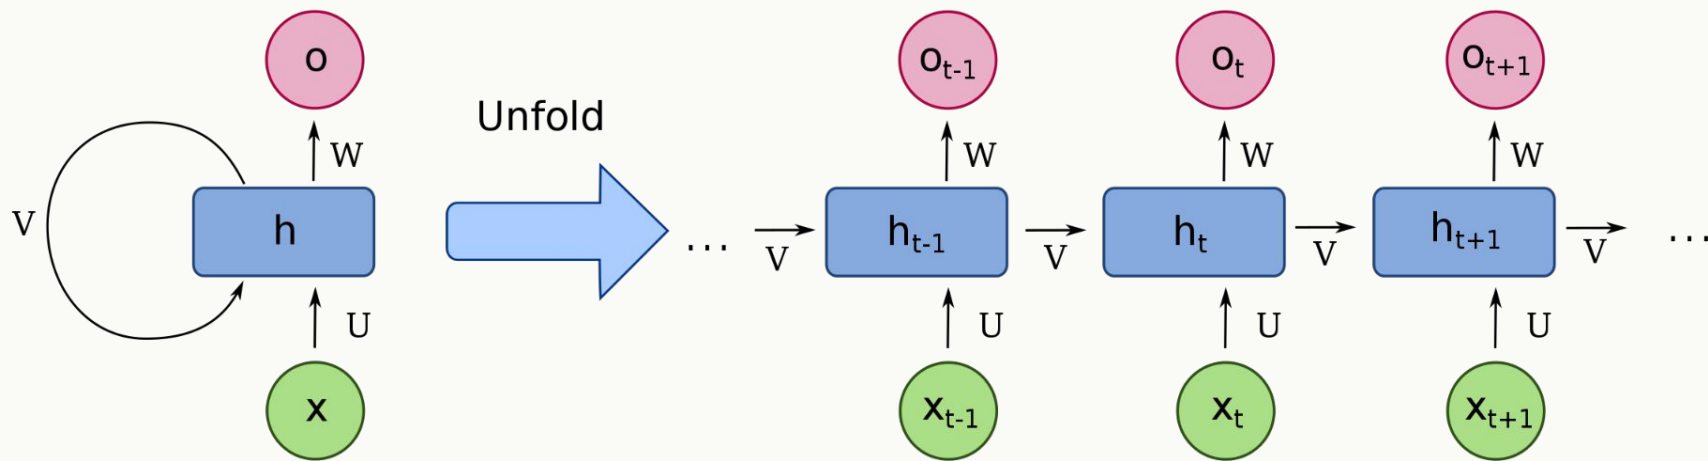 o
Unfold
W
V
h
U
x
o_{t-1} o_t o_{t+1}
W W W
... V h_{t-1} V h_t V h_{t+1} V ...
U U U
x_{t-1} x_t x_{t+1}